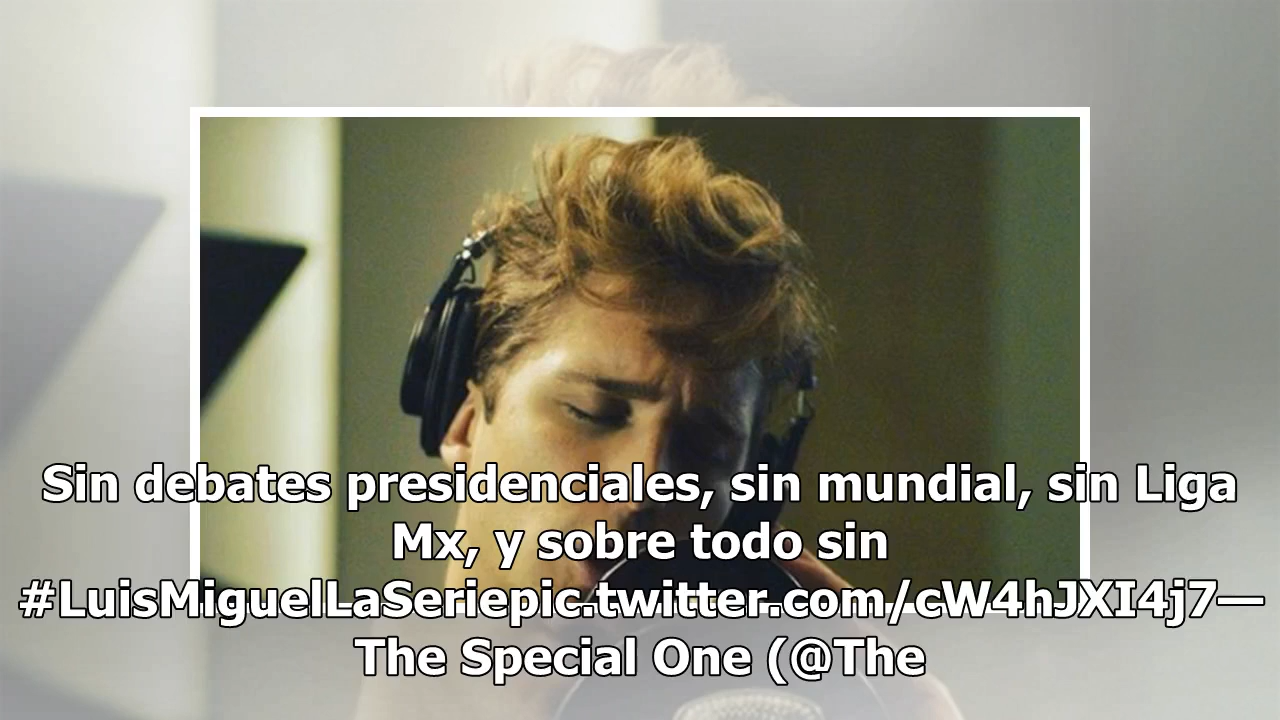 Sin debates presidenciales, sin mundial, sin Liga
Mx, y sobre todo sin
#LuisMiguelLaSeriepic.twitter.com/cW4hJXI4j7—
The Special One (@The